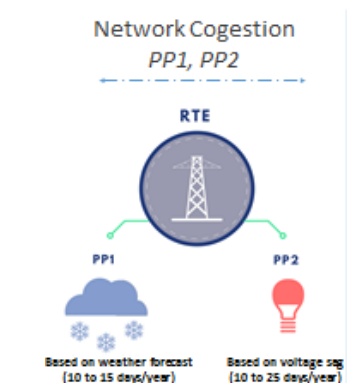 Network Cogestion
PP1, PP2
RTE
PP1
PP2
Based on weather forecast
(10 to 15 days/year)
Based on voltage sag
(10 to 25 days/year)